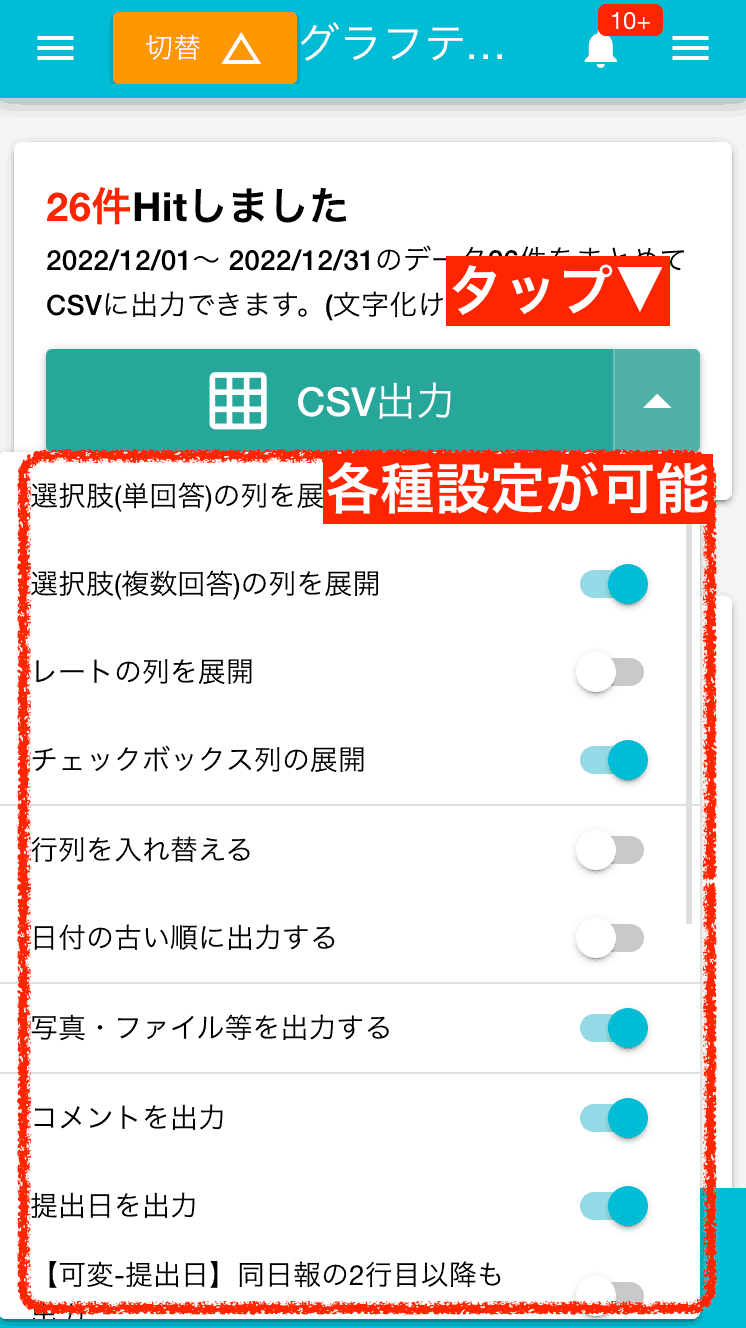 切替
グラフテ...
10+
26件Hitしました
2022/12/01〜 2022/12/31のデータ26件をまとめて
CSVに出力できます。(文字化け
タップ▼
CSV出力
選択肢(単回答)の列を展
各種設定が可能
選択肢(複数回答)の列を展開
レートの列を展開
チェックボックス列の展開
行列を入れ替える
日付の古い順に出力する
写真・ファイル等を出力する
コメントを出力
提出日を出力
【可変-提出日】同日報の2行目以降も
出力